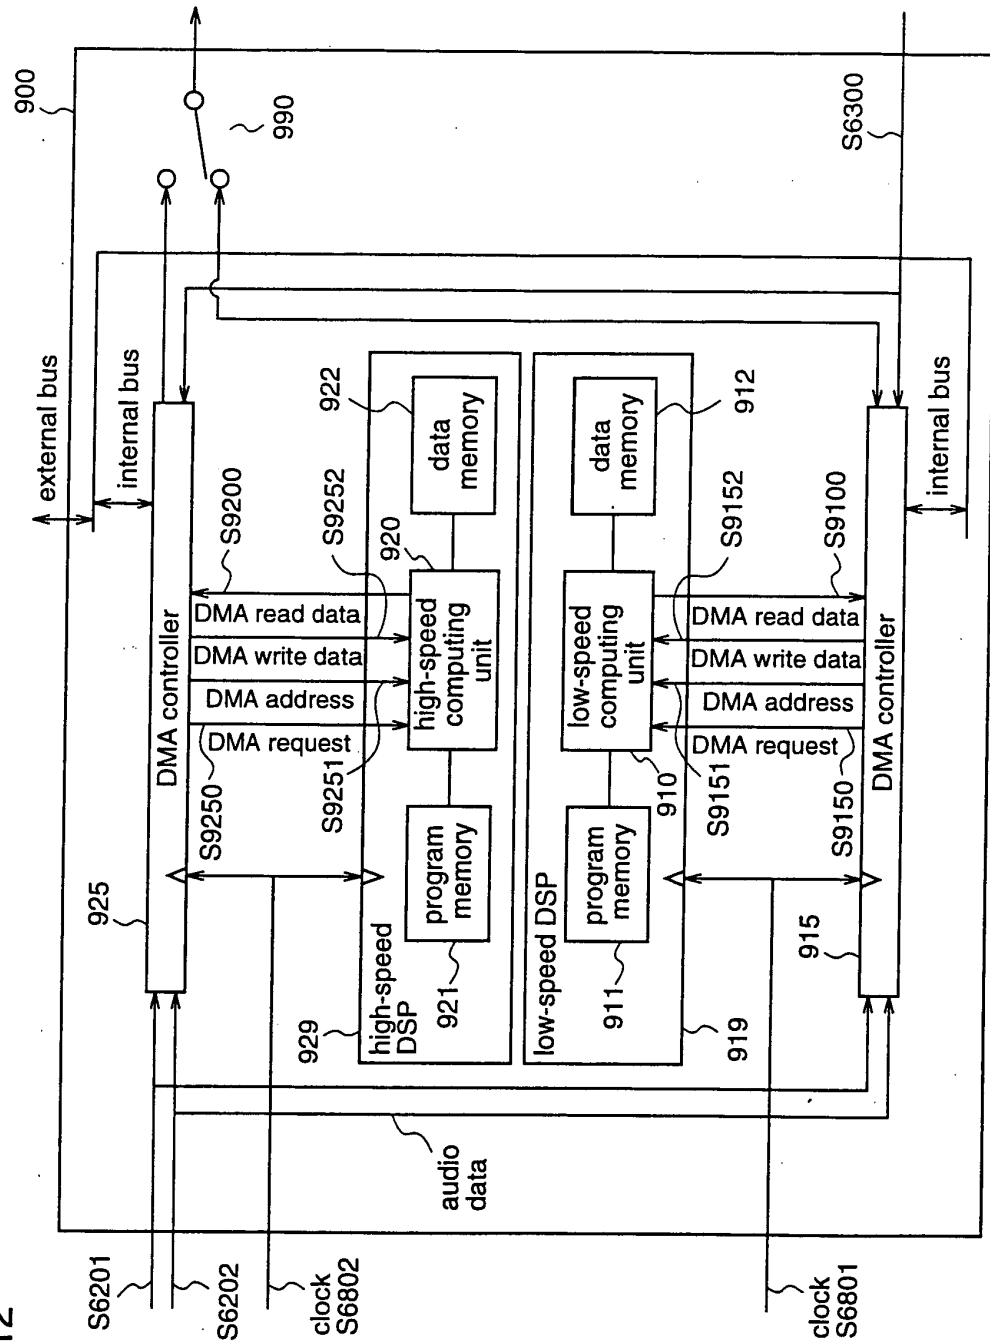 900
990
S6300
external bus
internal bus
922
data
memory
data
memory
912
internal bus
S9200
S9252
920
S9152
S9100
DMA controller
DMA read data
DMA write data
DMA address
DMA request
high-speed
computing
unit
low-speed
computing
unit
DMA read data
DMA write data
DMA address
DMA request
DMA controller
S9250
S9251
910
S9151
S9150
925
program
memory
program
memory
915
929
high-speed
DSP
921
low-speed DSP
911
919
audio
data
S6201
S6202
clock
S6802
clock
S6801